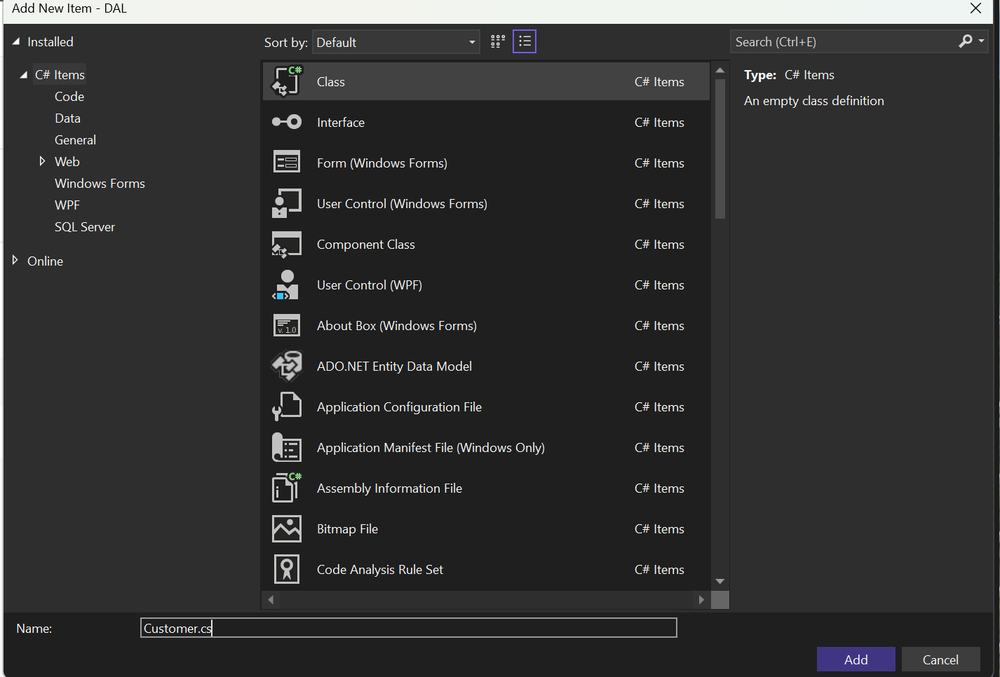 Add New Item - DAL
Installed
C# Items
Code
Data
General
Web
Windows Forms
WPF
SQL Server
Online
Sort by: Default
Search (Ctrl+E)
Class C# Items
Interface C# Items
Form (Windows Forms) C# Items
User Control (Windows Forms) C# Items
Component Class C# Items
User Control (WPF) C# Items
About Box (Windows Forms) C# Items
ADO.NET Entity Data Model C# Items
Application Configuration File C# Items
Application Manifest File (Windows Only) C# Items
Assembly Information File C# Items
Bitmap File C# Items
Code Analysis Rule Set C# Items
C#
v. 1.0
C#
Type: C# Items
An empty class definition
Name: Customer.cs
Add Cancel